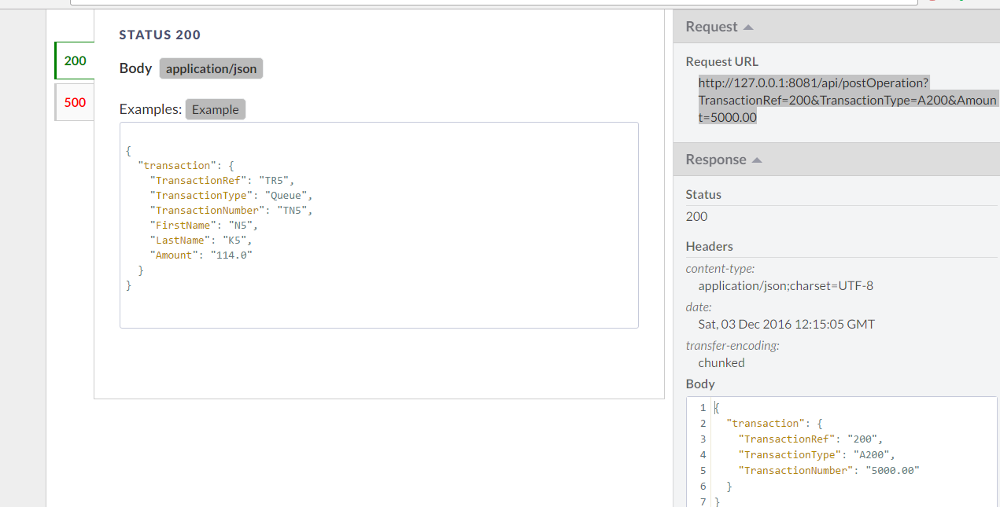 STATUS 200
200
500
Body application/json
Examples: Example
{
"transaction": {
"TransactionRef": "TR5",
"TransactionType": "Queue",
"TransactionNumber": "TN5",
"FirstName": "N5",
"LastName": "K5",
"Amount": "114.0"
}
}
Request
Request URL
http://127.0.0.1:8081/api/postOperation?
TransactionRef=200&TransactionType=A200&Amoun
t=5000.00
Response
Status
200
Headers
content-type:
application/json;charset=UTF-8
date:
Sat, 03 Dec 2016 12:15:05 GMT
transfer-encoding:
chunked
Body
1 {
2 "transaction": {
3 "TransactionRef": "200",
4 "TransactionType": "A200",
5 "TransactionNumber": "5000.00"
6 }
7 }